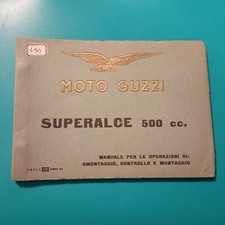 MOTO GUZZI
SUPERALCE 500 cc.
MANUALE PER LE OPERAZIONI DI:
SMONTAGGIO, CONTROLLO E MONTAGGIO